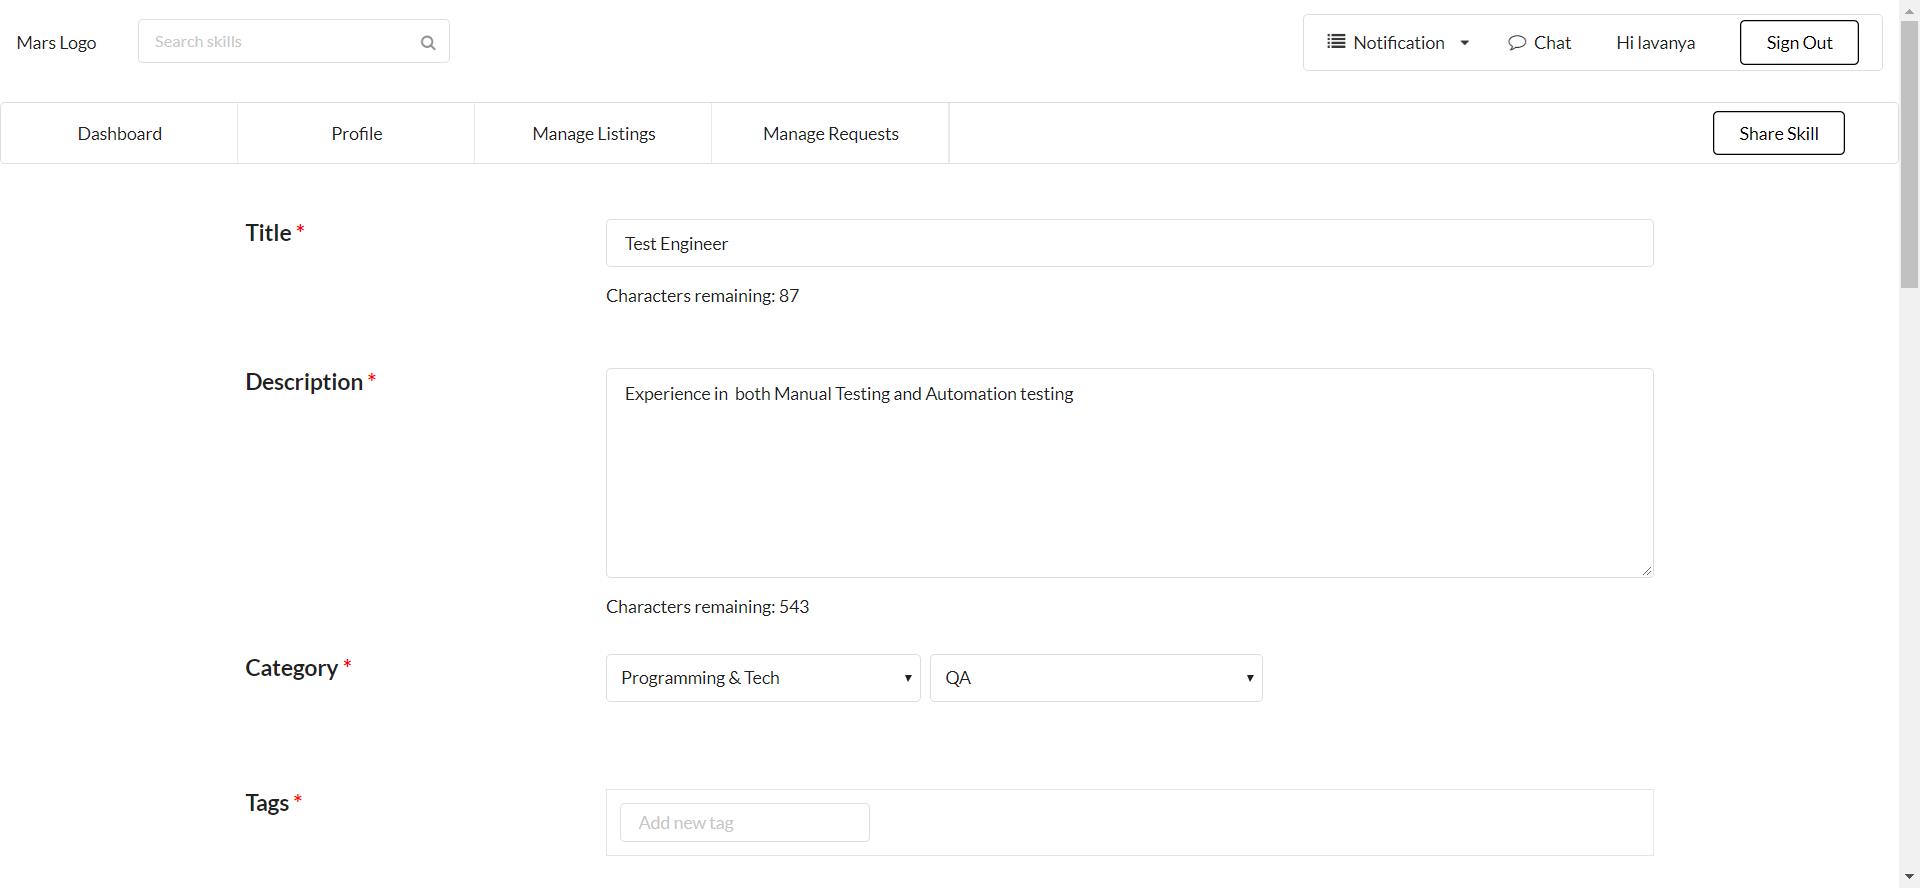 Mars Logo
Search skills
Notification
Chat
Hi lavanya
Sign Out
Dashboard
Profile
Manage Listings
Manage Requests
Share Skill
Title *
Test Engineer
Characters remaining: 87
Description *
Experience in  both Manual Testing and Automation testing
Characters remaining: 543
Category *
Programming & Tech
QA
Tags *
Add new tag